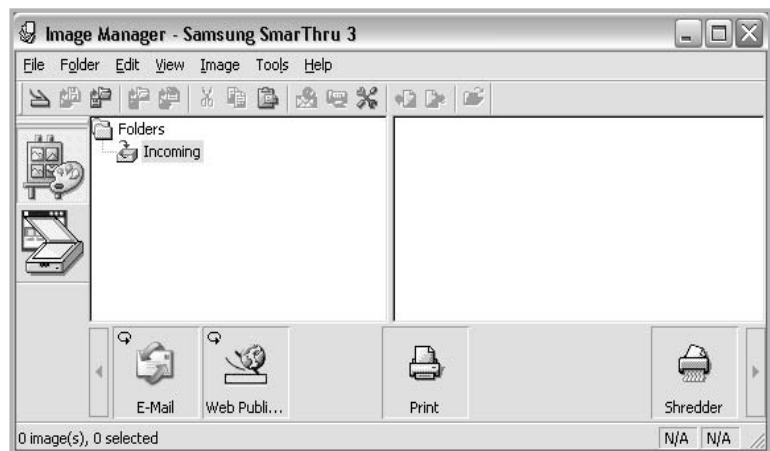 Image Manager - Samsung SmarThru 3
File Folder Edit View Image Tools Help
Folders
Incoming
E-Mail Web Publi... Print Shredder
0 image(s), 0 selected N/A N/A